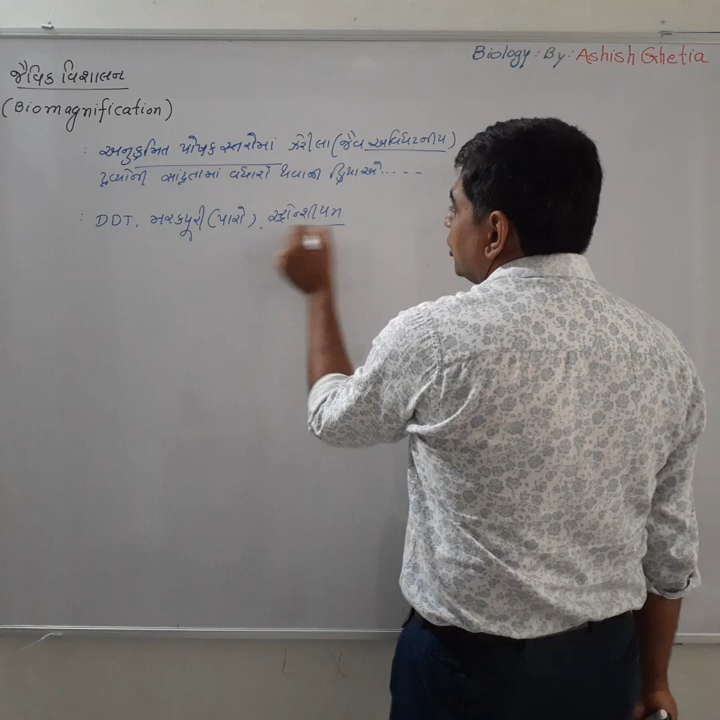 Biology : By : Ashish Ghetia
જૈવિક વિશાલન
(Biomagnification)
: અનુક્રમિત પોષક સ્તરોમાં ઝેરીલા (જૈવ અવિઘટનીય)
દ્રવ્યોની સાંદ્રતામાં વધારો થવાની ક્રિયાએ.....
: DDT, મરક્યૂરી (પારો), સ્ટ્રોન્શીયમ